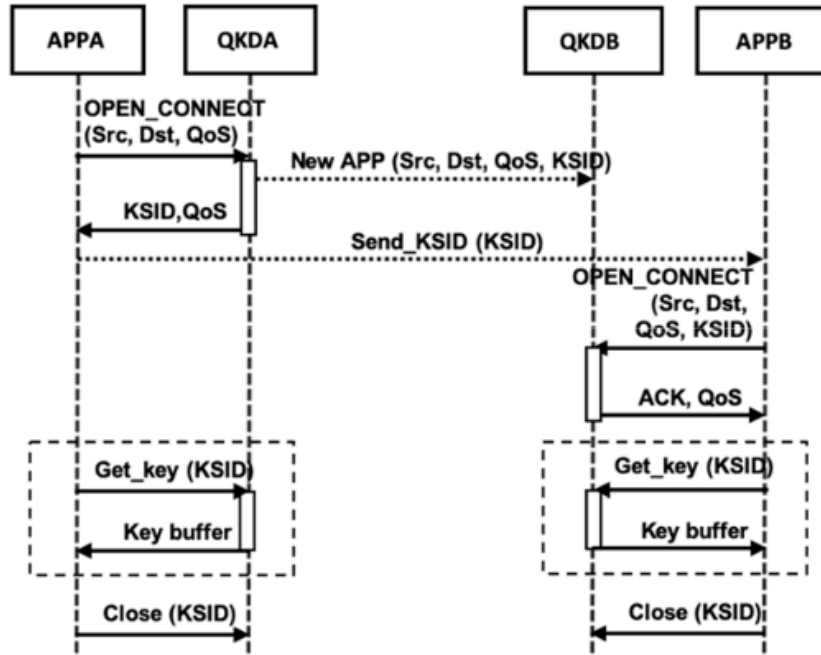 APPA
QKDA
QKDB
APPB
OPEN_CONNECT
(Src, Dst, QoS)
New APP (Src, Dst, QoS, KSID)
KSID,QoS
Send_KSID (KSID)
OPEN_CONNECT
(Src, Dst,
QoS, KSID)
ACK, QoS
Get_key (KSID)
Get_key (KSID)
Key buffer
Key buffer
Close (KSID)
Close (KSID)